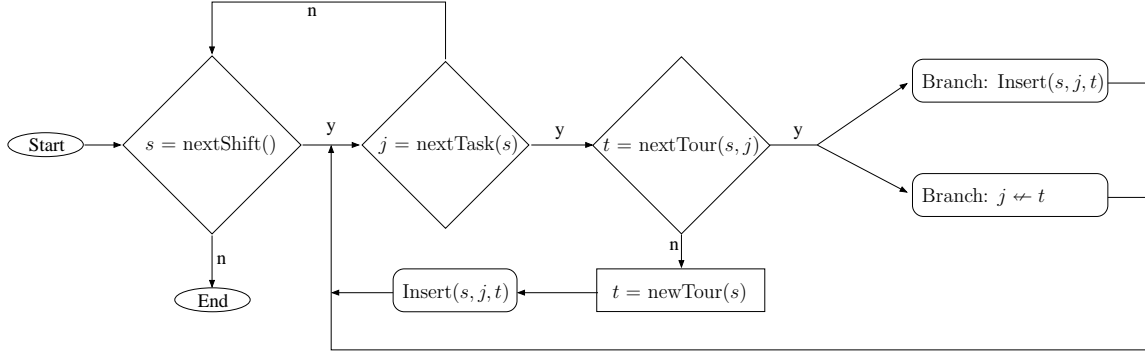 n
Start
s = nextShift()
y
j = nextTask(s)
y
t = nextTour(s, j)
y
Branch: Insert(s, j, t)
Branch: j ↚ t
n
End
n
Insert(s, j, t)
t = newTour(s)